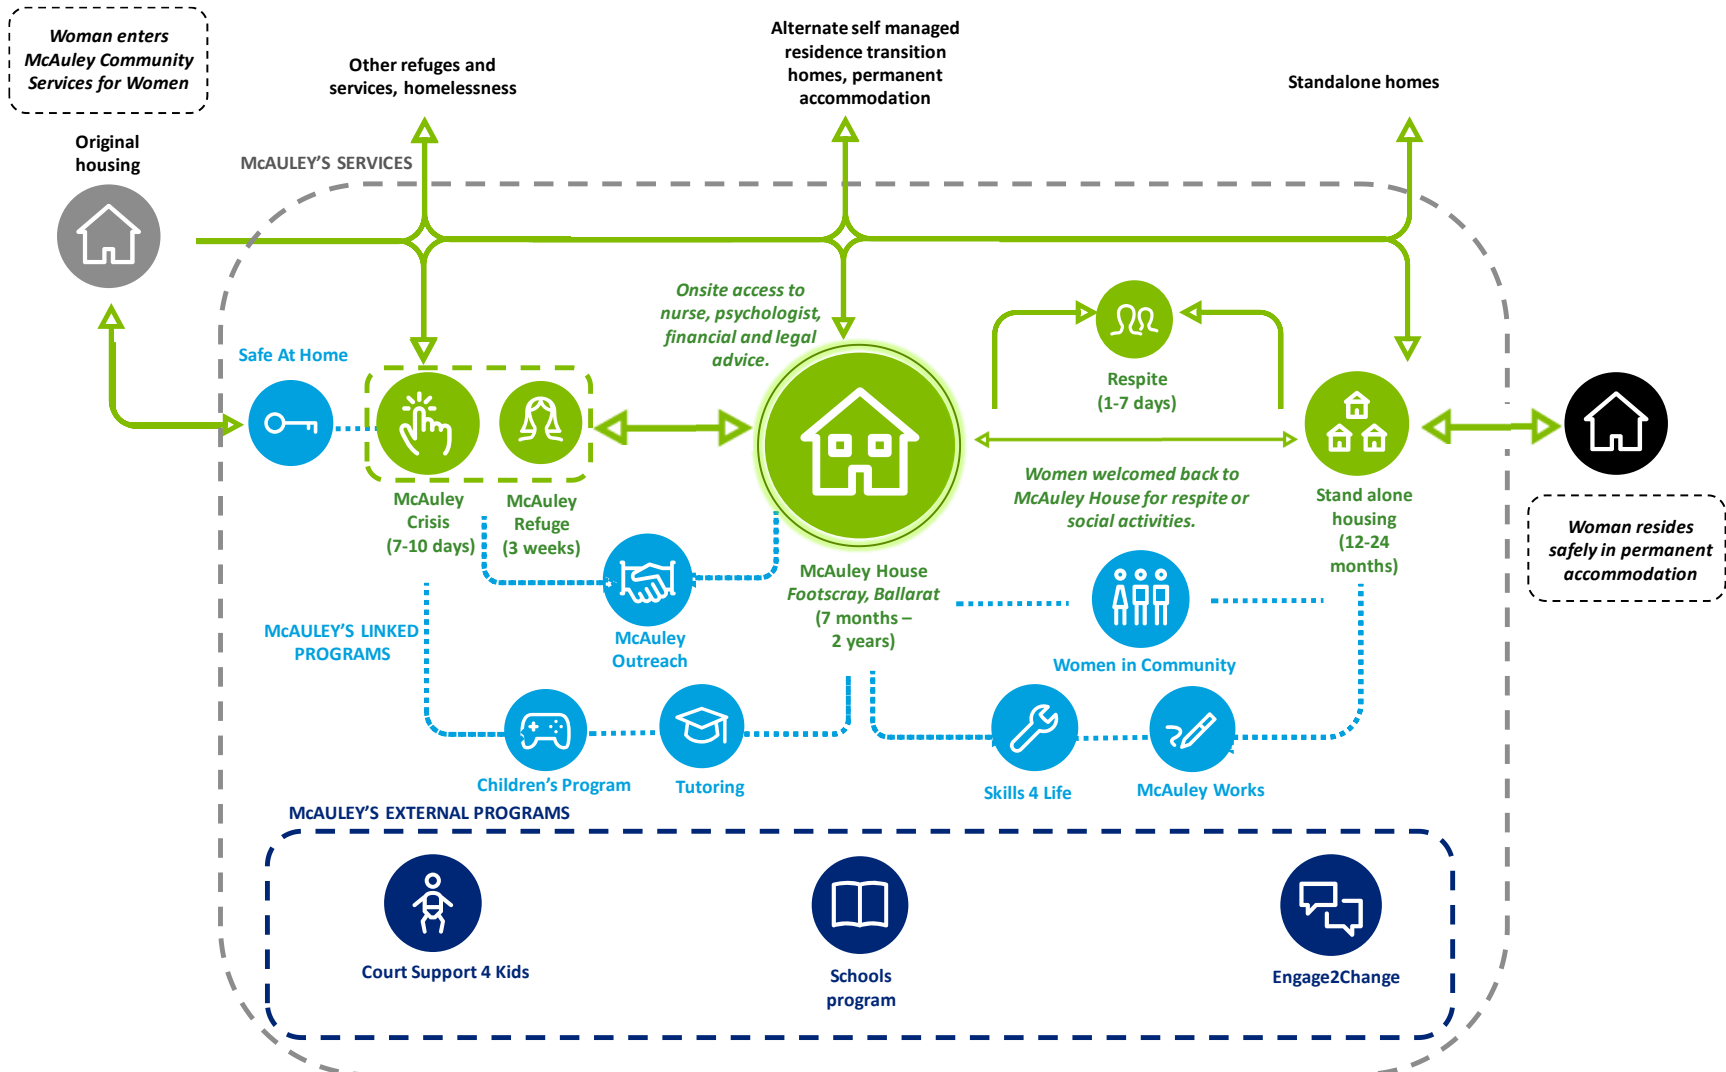 Woman enters
McAuley Community
Services for Women
Original
housing
Other refuges and
services, homelessness
Alternate self managed
residence transition
homes, permanent
accommodation
Standalone homes
McAULEY'S SERVICES
Onsite access to
nurse, psychologist,
financial and legal
advice.
Safe At Home
Respite
(1-7 days)
McAuley
Crisis
(7-10 days)
McAuley
Refuge
(3 weeks)
Women welcomed back to
McAuley House for respite or
social activities.
Stand alone
housing
(12-24
months)
Woman resides
safely in permanent
accommodation
McAuley House
Footscray, Ballarat
(7 months –
2 years)
McAULEY'S LINKED
PROGRAMS
McAuley
Outreach
Women in Community
Children's Program
Tutoring
Skills 4 Life
McAuley Works
McAULEY'S EXTERNAL PROGRAMS
Court Support 4 Kids
Schools
program
Engage2Change